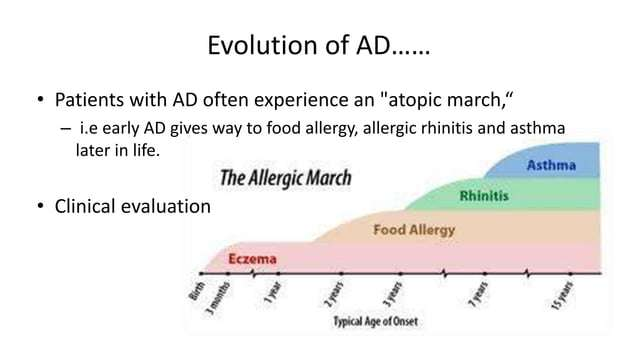 Evolution of AD……
• Patients with AD often experience an "atopic march,“
– i.e early AD gives way to food allergy, allergic rhinitis and asthma
later in life.
• Clinical evaluation
The Allergic March
Asthma
Rhinitis
Food Allergy
Eczema
Birth
3 months
1 year
2 years
3 years
7 years
15 years
Typical Age of Onset